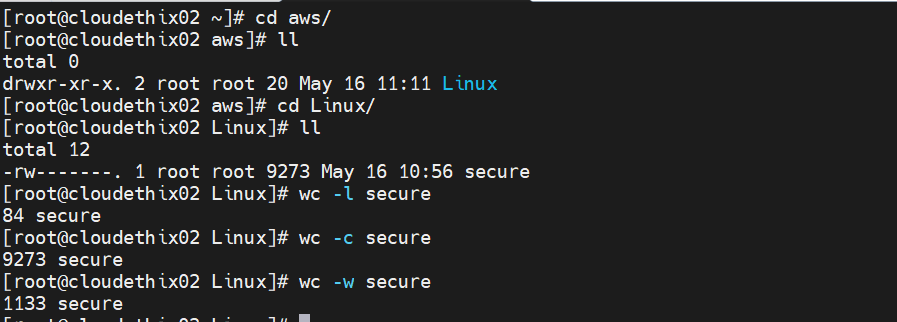 [root@cloudethix02 ~]# cd aws/
[root@cloudethix02 aws]# ll
total 0
drwxr-xr-x. 2 root root 20 May 16 11:11 Linux
[root@cloudethix02 aws]# cd Linux/
[root@cloudethix02 Linux]# ll
total 12
-rw-------. 1 root root 9273 May 16 10:56 secure
[root@cloudethix02 Linux]# wc -l secure
84 secure
[root@cloudethix02 Linux]# wc -c secure
9273 secure
[root@cloudethix02 Linux]# wc -w secure
1133 secure
[root@cloudethix02 Linux]#